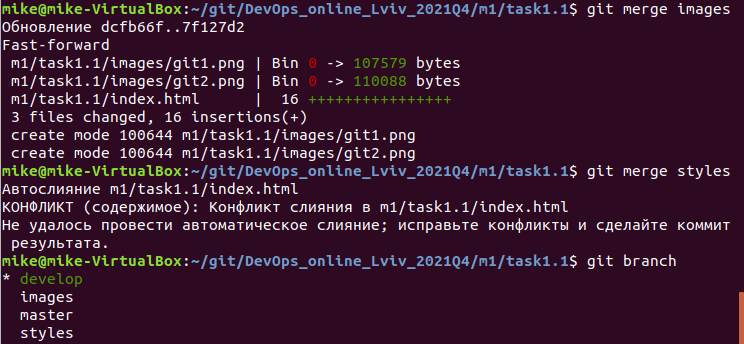 mike@mike-VirtualBox:~/git/DevOps_online_Lviv_2021Q4/m1/task1.1$ git merge images
Обновление dcfb66f..7f127d2
Fast-forward
 m1/task1.1/images/git1.png | Bin 0 -> 107579 bytes
 m1/task1.1/images/git2.png | Bin 0 -> 110088 bytes
 m1/task1.1/index.html      |  16 ++++++++++++++++
 3 files changed, 16 insertions(+)
 create mode 100644 m1/task1.1/images/git1.png
 create mode 100644 m1/task1.1/images/git2.png
mike@mike-VirtualBox:~/git/DevOps_online_Lviv_2021Q4/m1/task1.1$ git merge styles
Автослияние m1/task1.1/index.html
КОНФЛИКТ (содержимое): Конфликт слияния в m1/task1.1/index.html
Не удалось провести автоматическое слияние; исправьте конфликты и сделайте коммит
 результата.
mike@mike-VirtualBox:~/git/DevOps_online_Lviv_2021Q4/m1/task1.1$ git branch
* develop
  images
  master
  styles